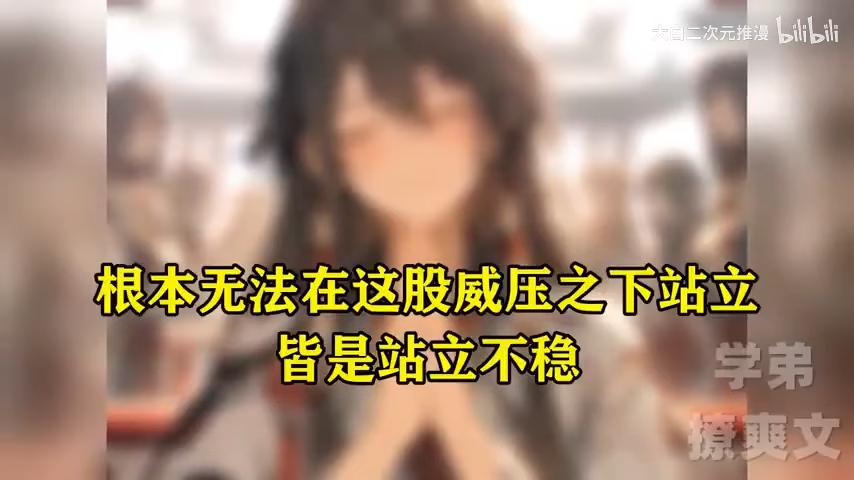 大白二次元推漫 bilibili
根本无法在这股威压之下站立
皆是站立不稳
学弟
撩爽文